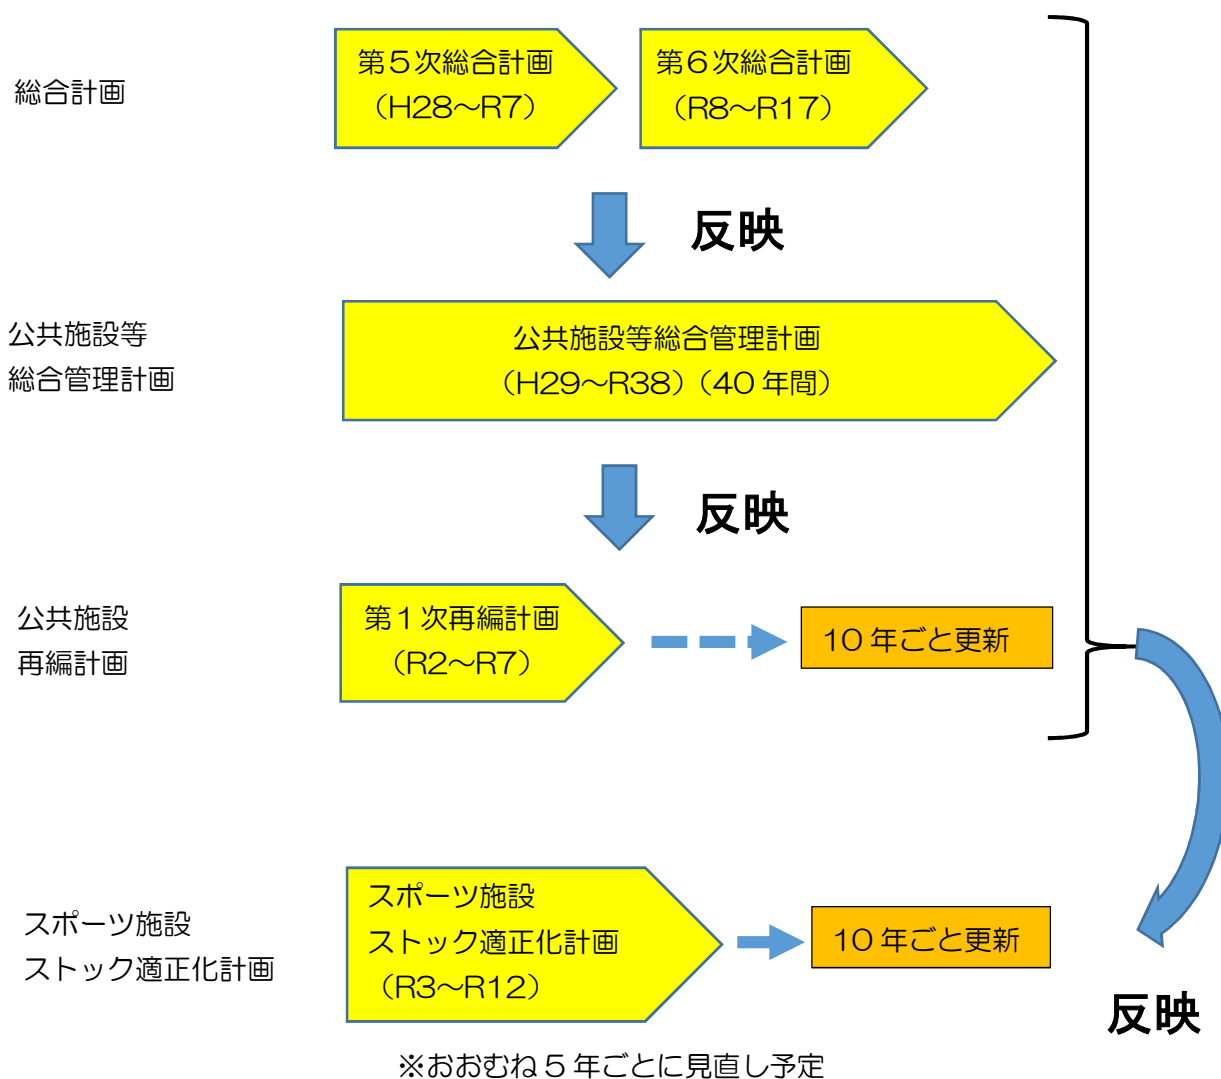 総合計画
第5次総合計画
（H28～R7）
第6次総合計画
（R8～R17）
反映
公共施設等
総合管理計画
公共施設等総合管理計画
（H29～R38）（40年間）
反映
公共施設
再編計画
第1次再編計画
（R2～R7）
10年ごと更新
スポーツ施設
ストック適正化計画
スポーツ施設
ストック適正化計画
（R3～R12）
10年ごと更新
反映
※おおむね5年ごとに見直し予定